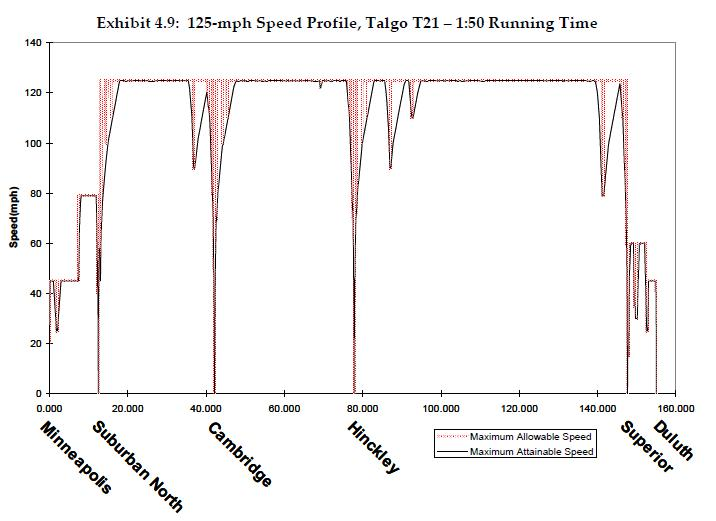 Exhibit 4.9: 125-mph Speed Profile, Talgo T21 – 1:50 Running Time
140
120
100
80
60
40
20
0
Speed(mph)
0.000 20.000 40.000 60.000 80.000 100.000 120.000 140.000 160.000
Minneapolis
Suburban North
Cambridge
Hinckley
Superior
Duluth
Maximum Allowable Speed
Maximum Attainable Speed